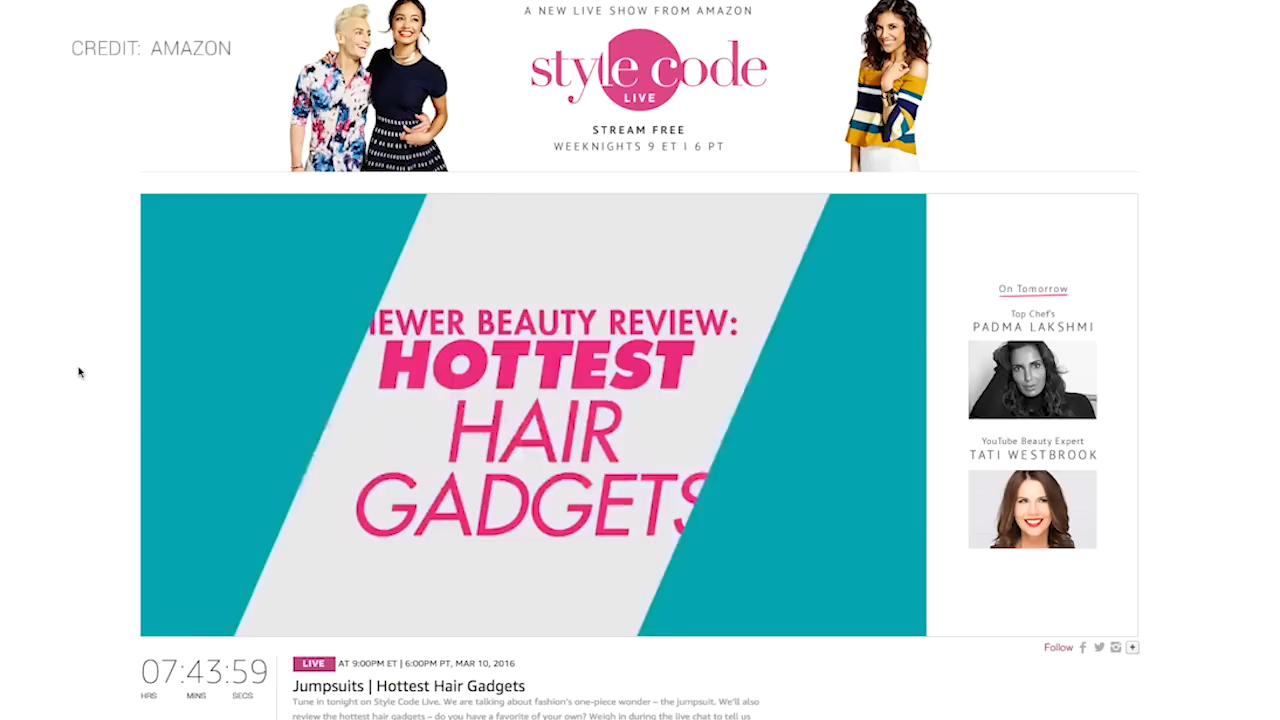 A NEW LIVE SHOW FROM AMAZON
CREDIT: AMAZON
style code
LIVE
STREAM FREE
WEEKNIGHTS 9 ET | 6 PT
IEWER BEAUTY REVIEW:
HOTTEST
HAIR
GADGETS
On Tomorrow
Top Chef's
PADMA LAKSHMI
YouTube Beauty Expert
TATI WESTBROOK
Follow
07:43:59
HRS MINS SECS
LIVE AT 9:00PM ET | 6:00PM PT, MAR 10, 2016
Jumpsuits | Hottest Hair Gadgets
Tune in tonight on Style Code Live. We are talking about fashion's one-piece wonder – the jumpsuit. We'll also
review the hottest hair gadgets – do you have a favorite of your own? Weigh in during the live chat to tell us